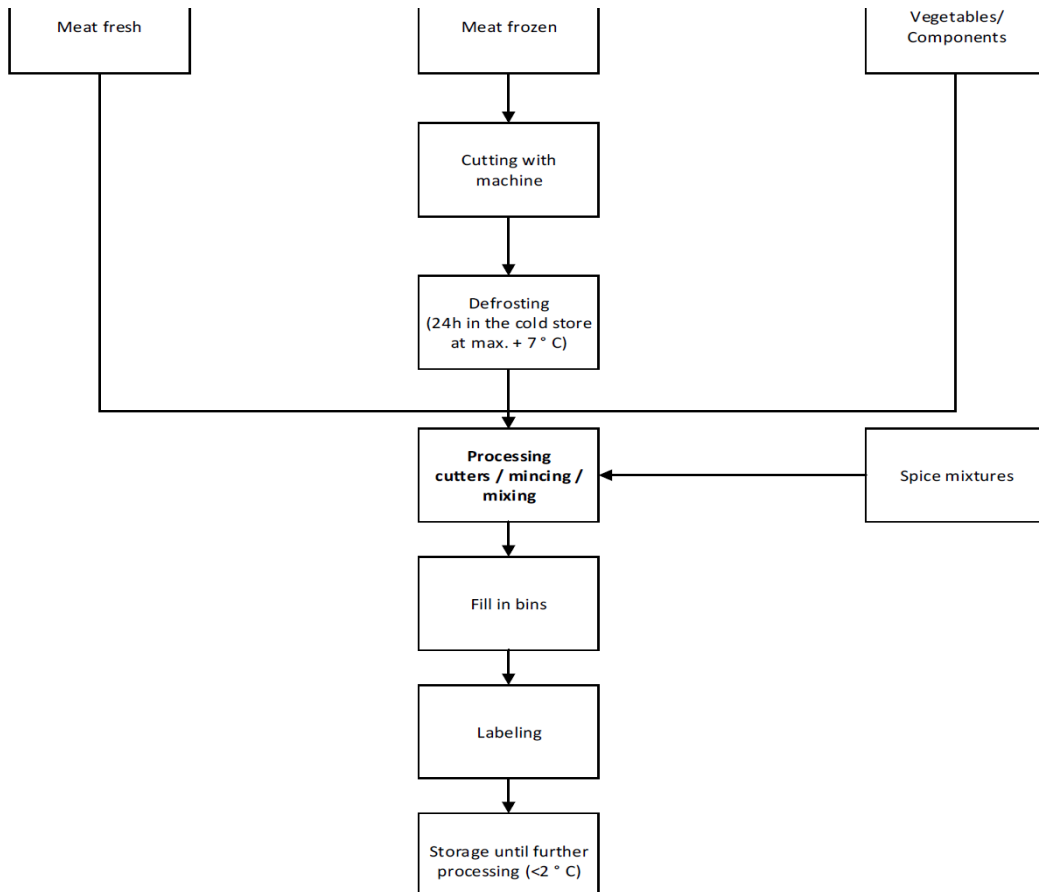 Meat fresh
Meat frozen
Vegetables/
Components
Cutting with
machine
Defrosting
(24h in the cold store
at max. + 7 ° C)
Processing
cutters / mincing /
mixing
Spice mixtures
Fill in bins
Labeling
Storage until further
processing (<2 ° C)